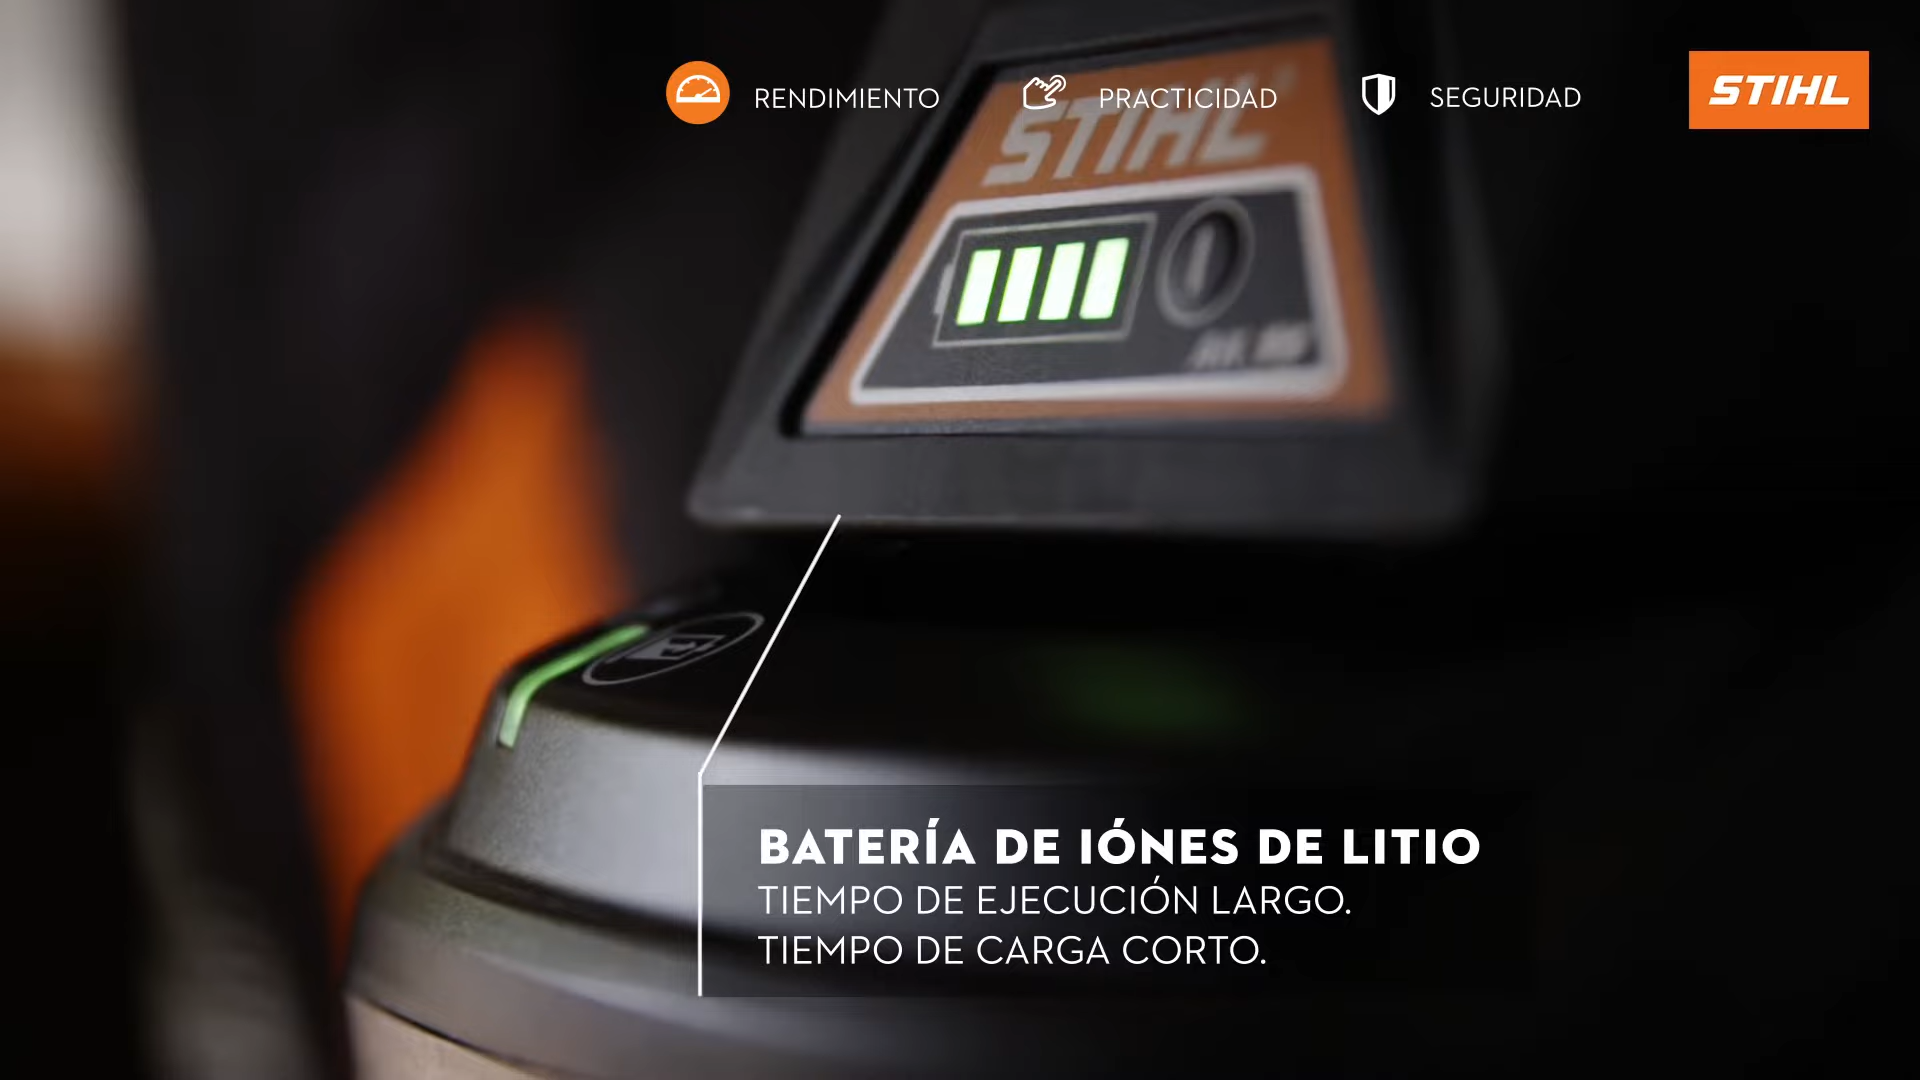 RENDIMIENTO
PRACTICIDAD
SEGURIDAD
STIHL
STIHL
BATERÍA DE IÓNES DE LITIO
TIEMPO DE EJECUCIÓN LARGO.
TIEMPO DE CARGA CORTO.